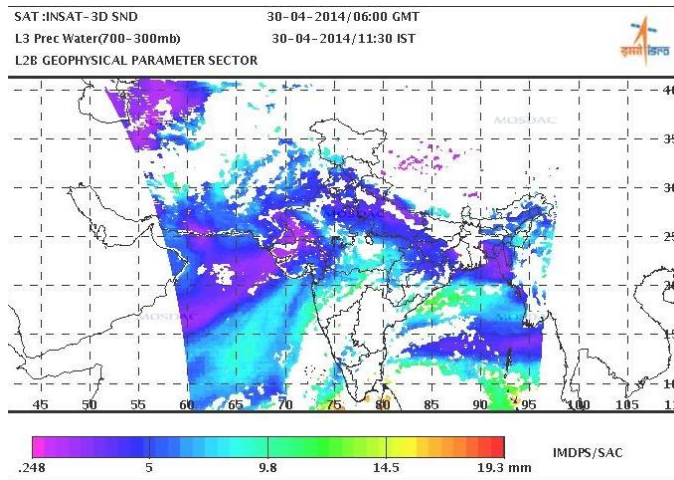 SAT :INSAT-3D SND 30-04-2014/06:00 GMT
L3 Prec Water(700-300mb) 30-04-2014/11:30 IST
L2B GEOPHYSICAL PARAMETER SECTOR
इसरो isro
MOSDAC
40
35
30
25
20
MOSDAC
15
10
45 50 55 60 65 70 75 80 85 90 95 100 105 11
.248 5 9.8 14.5 19.3 mm
IMDPS/SAC